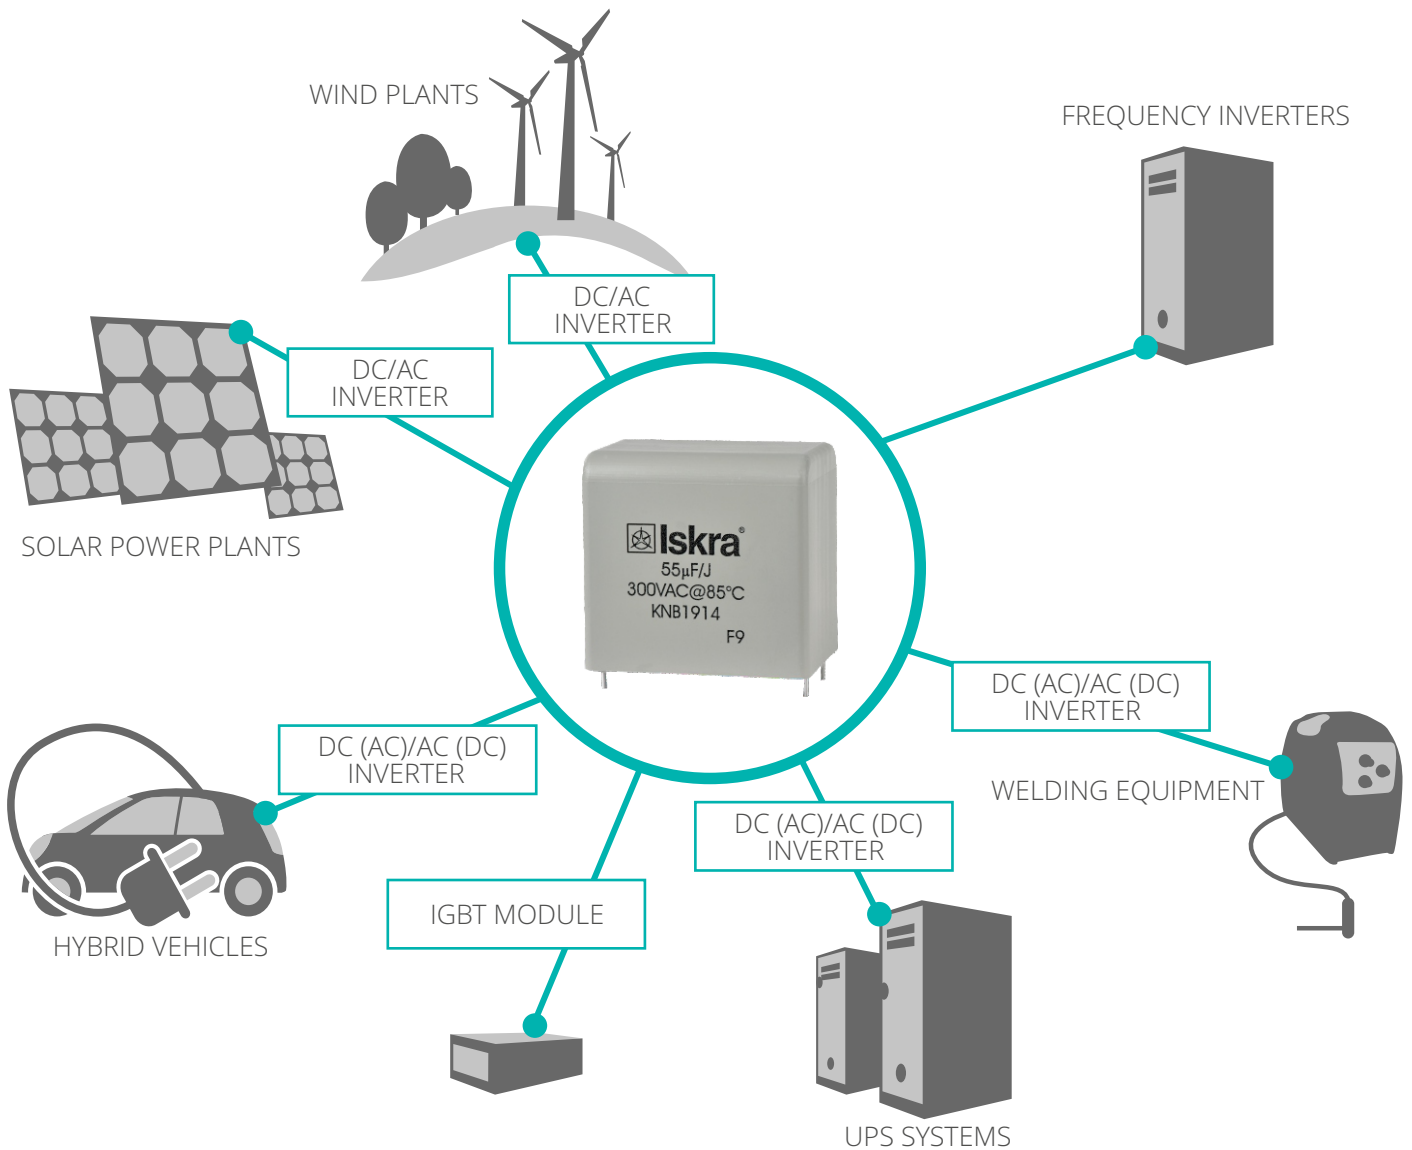 WIND PLANTS
FREQUENCY INVERTERS
DC/AC
INVERTER
DC/AC
INVERTER
SOLAR POWER PLANTS
Iskra®
55µF/J
300VAC@85°C
KNB1914
F9
DC (AC)/AC (DC)
INVERTER
WELDING EQUIPMENT
DC (AC)/AC (DC)
INVERTER
HYBRID VEHICLES
DC (AC)/AC (DC)
INVERTER
IGBT MODULE
UPS SYSTEMS